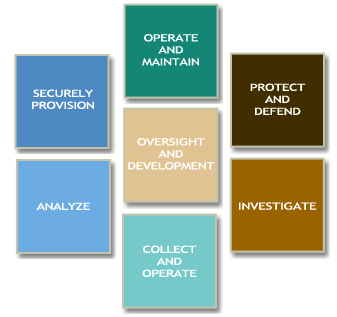 OPERATE
AND
MAINTAIN
SECURELY
PROVISION
PROTECT
AND
DEFEND
OVERSIGHT
AND
DEVELOPMENT
ANALYZE
INVESTIGATE
COLLECT
AND
OPERATE